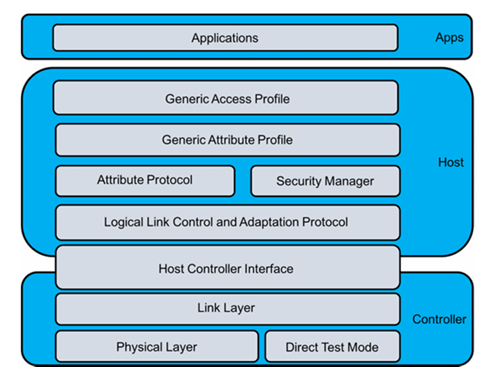 Applications
Apps
Generic Access Profile
Generic Attribute Profile
Host
Attribute Protocol
Security Manager
Logical Link Control and Adaptation Protocol
Host Controller Interface
Link Layer
Controller
Physical Layer
Direct Test Mode